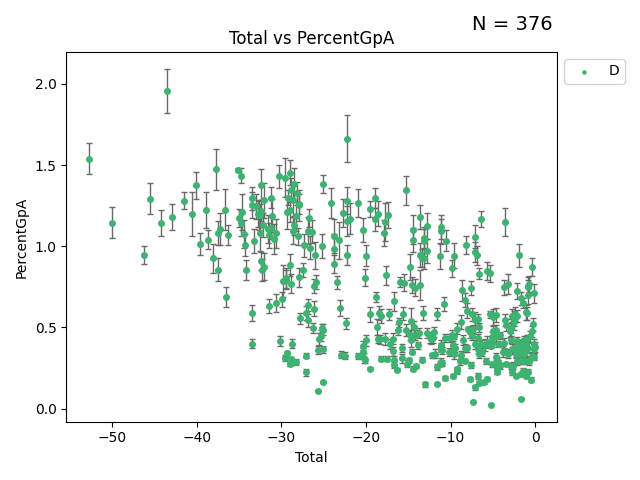 N = 376
Total vs PercentGpA
D
PercentGpA
2.0
1.5
1.0
0.5
0.0
−50 −40 −30 −20 −10 0
Total